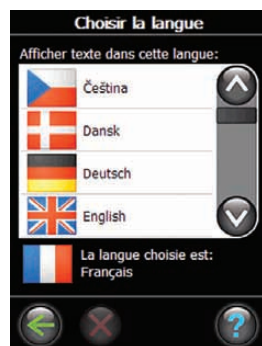 Choisir la langue
Afficher texte dans cette langue:
Čeština
Dansk
Deutsch
English
La langue choisie est:
Français
?